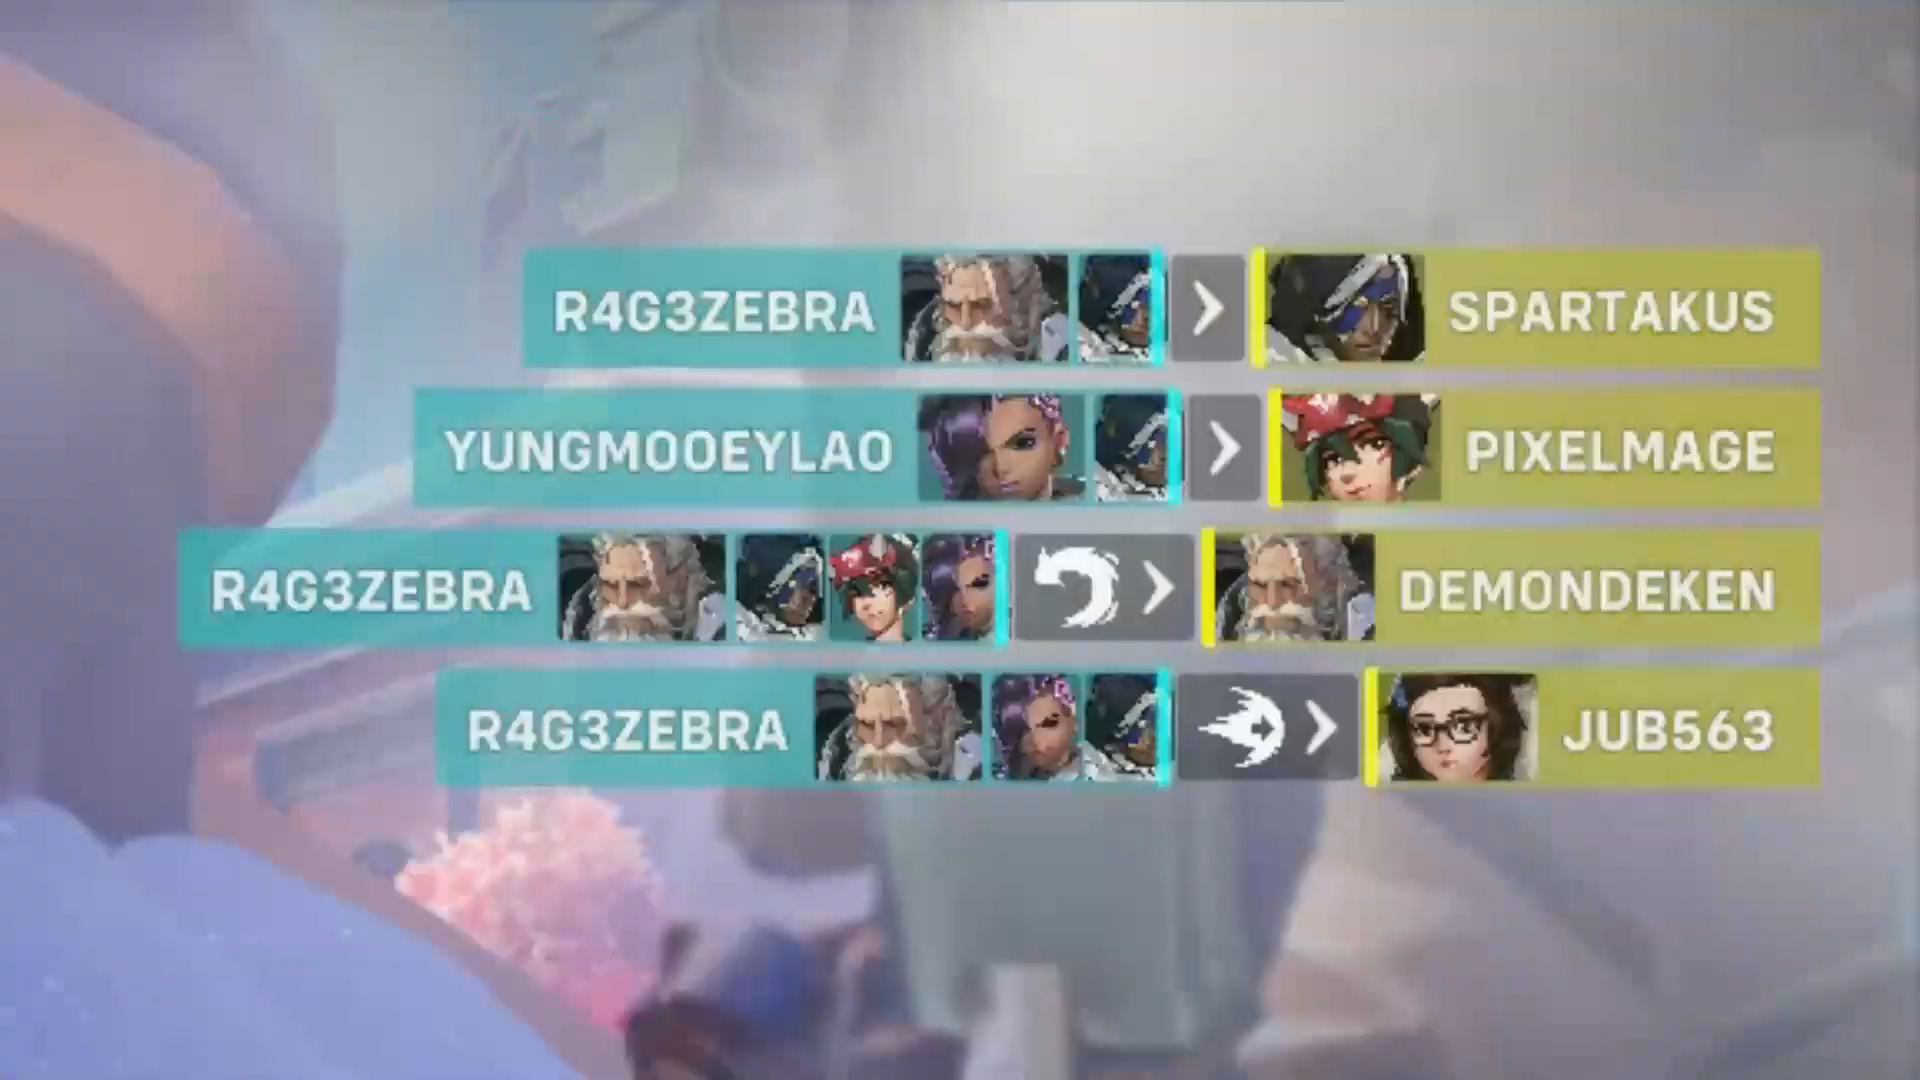 R4G3ZEBRA SPARTAKUS
YUNGMOOEYLAO PIXELMAGE
R4G3ZEBRA DEMONDEKEN
R4G3ZEBRA JUB563